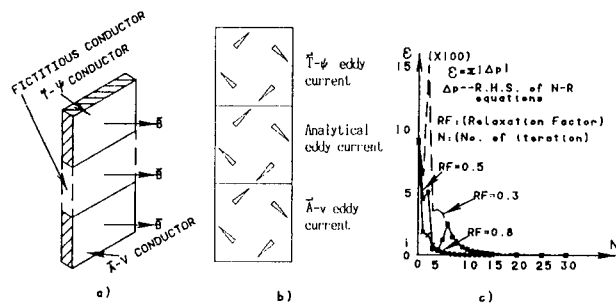 FICTITIOUS CONDUCTOR
T̄-ψ CONDUCTOR
B̄
B̄
B̄
Ā-V CONDUCTOR
a)
T̄-ψ eddy
current
Analytical
eddy current
Ā-v eddy
current
b)
ε
(X100)
15
ε=Σ|Δp|
Δp--R.H.S. of N-R
equations
RF:(Relaxation Factor)
N:(No. of iteration)
10
RF=0.5
5
RF=0.3
RF=0.8
i
0
0 5 10 15 20 25 30
N
c)